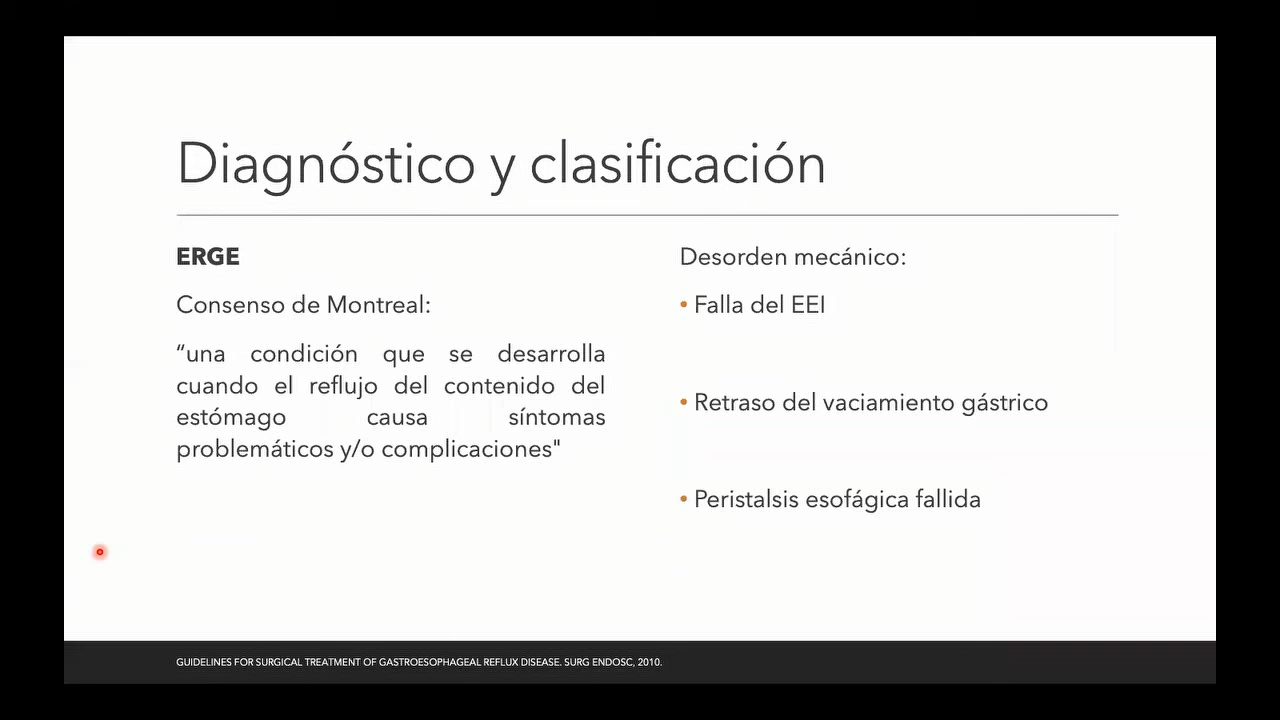 Diagnóstico y clasificación
ERGE
Consenso de Montreal:
“una condición que se desarrolla
cuando el reflujo del contenido del
estómago causa síntomas
problemáticos y/o complicaciones"
Desorden mecánico:
• Falla del EEI
• Retraso del vaciamiento gástrico
• Peristalsis esofágica fallida
GUIDELINES FOR SURGICAL TREATMENT OF GASTROESOPHAGEAL REFLUX DISEASE. SURG ENDOSC, 2010.